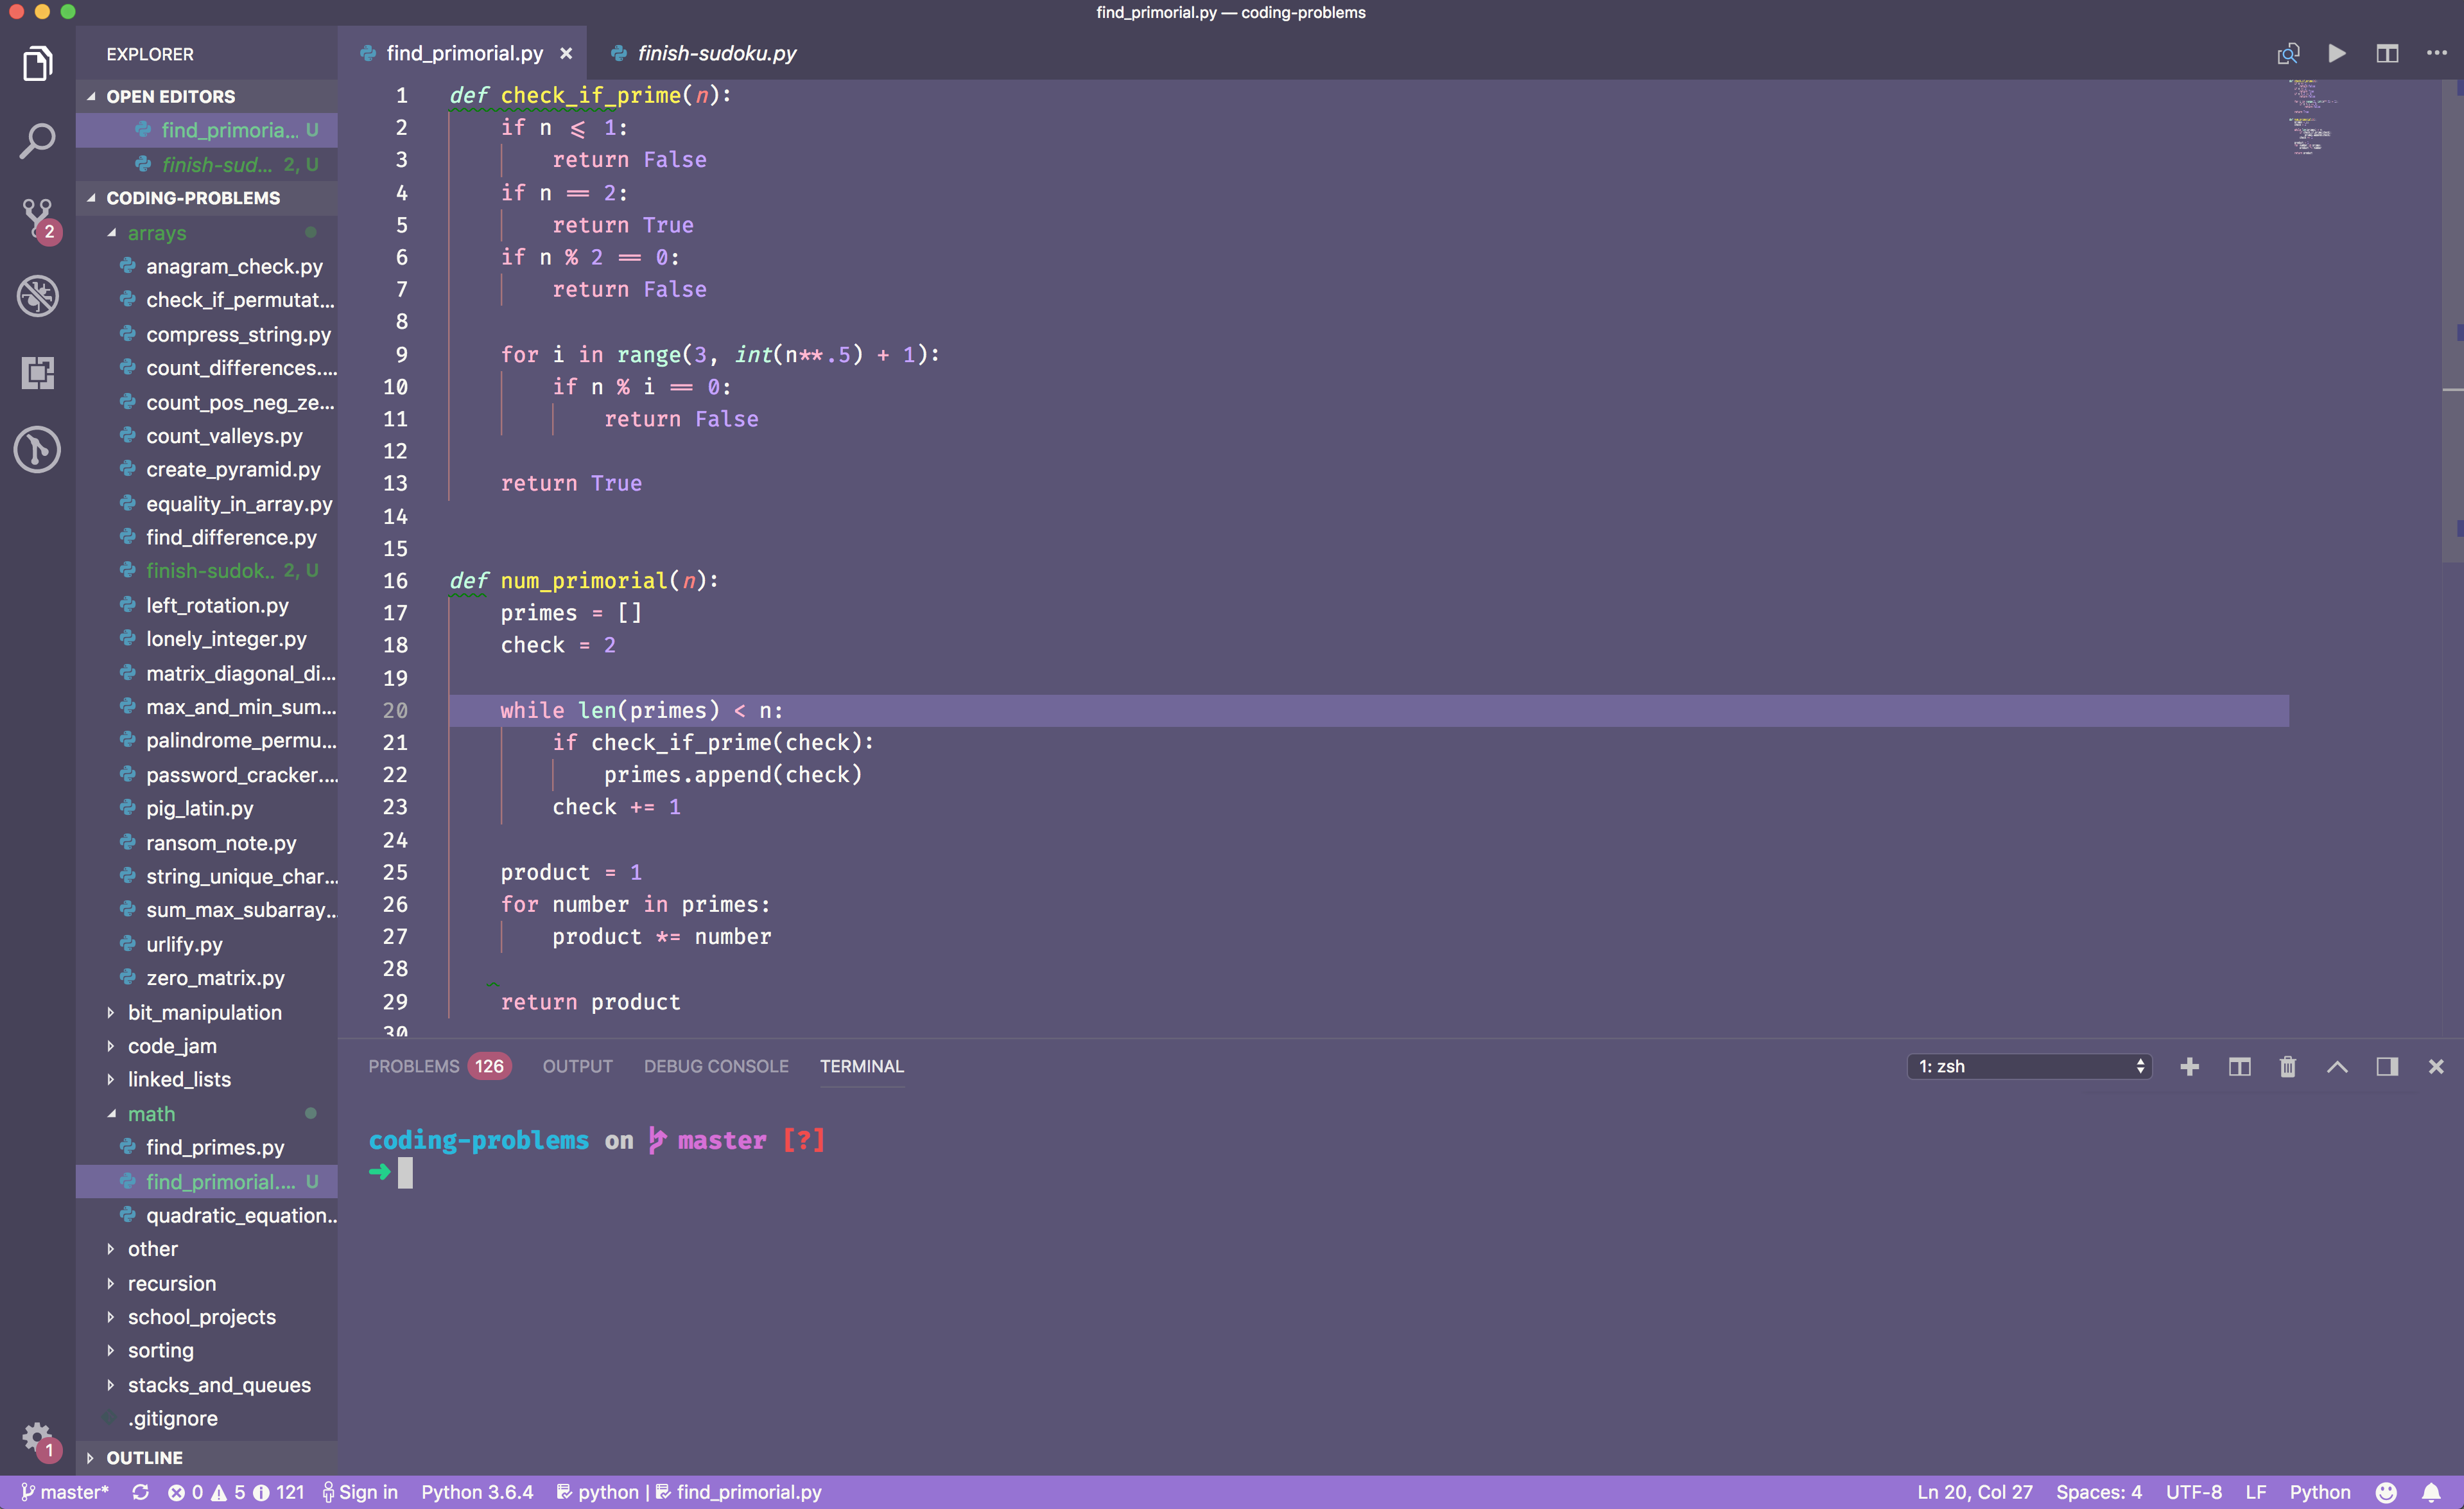 find_primorial.py — coding-problems
EXPLORER
OPEN EDITORS
find_primoria... U
finish-sud... 2, U
CODING-PROBLEMS
arrays
anagram_check.py
check_if_permutat...
compress_string.py
count_differences....
count_pos_neg_ze...
count_valleys.py
create_pyramid.py
equality_in_array.py
find_difference.py
finish-sudok.. 2, U
left_rotation.py
lonely_integer.py
matrix_diagonal_di...
max_and_min_sum...
palindrome_permu...
password_cracker....
pig_latin.py
ransom_note.py
string_unique_char...
sum_max_subarray..
urlify.py
zero_matrix.py
bit_manipulation
code_jam
linked_lists
math
find_primes.py
find_primorial.... U
quadratic_equation..
other
recursion
school_projects
sorting
stacks_and_queues
.gitignore
OUTLINE
2
1
find_primorial.py × finish-sudoku.py
1 def check_if_prime(n):
2 if n ⩽ 1:
3 return False
4 if n == 2:
5 return True
6 if n % 2 == 0:
7 return False
8
9 for i in range(3, int(n**.5) + 1):
10 if n % i == 0:
11 return False
12
13 return True
14
15
16 def num_primorial(n):
17 primes = []
18 check = 2
19
20 while len(primes) < n:
21 if check_if_prime(check):
22 primes.append(check)
23 check += 1
24
25 product = 1
26 for number in primes:
27 product *= number
28
29 return product
30
PROBLEMS 126 OUTPUT DEBUG CONSOLE TERMINAL 1: zsh
coding-problems on master [?]
➜
master* 0 5 121 Sign in Python 3.6.4 python | find_primorial.py Ln 20, Col 27 Spaces: 4 UTF-8 LF Python